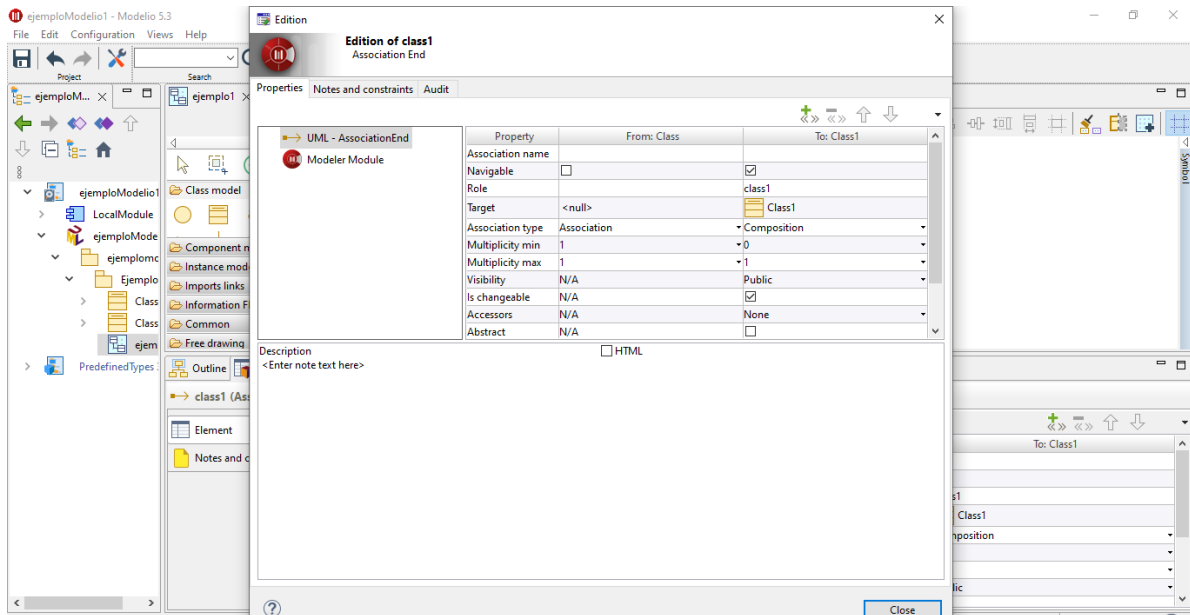 ejemploModelio1 - Modelio 5.3
File Edit Configuration Views Help
Project
Search
ejemploM...
ejemplo1
ejemploModelio1
LocalModule
ejemploMode
ejemplomc
Ejemplo
Class
Class
ejem
PredefinedTypes
Class model
Component n
Instance mod
Imports links
Information F
Common
Free drawing
Outline
class1 (Ass
Element
Notes and c
Edition
Edition of class1
Association End
Properties Notes and constraints Audit
UML - AssociationEnd
Modeler Module
Property From: Class To: Class1
Association name
Navigable
Role class1
Target <null> Class1
Association type Association Composition
Multiplicity min 1 0
Multiplicity max 1 1
Visibility N/A Public
Is changeable N/A
Accessors N/A None
Abstract N/A
Description HTML
<Enter note text here>
Close
Symbol
To: Class1
s1
Class1
nposition
lic